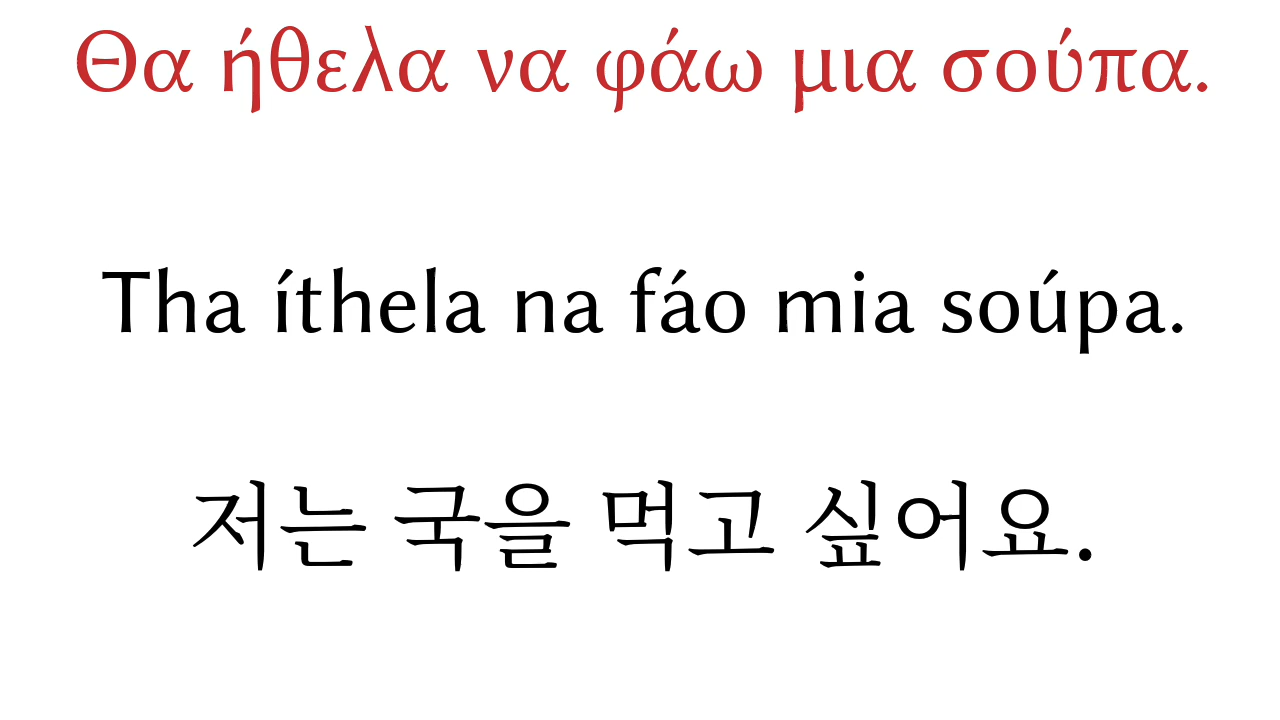 Θα ήθελα να φάω μια σούπα.
Tha íthela na fáo mia soúpa.
저는 국을 먹고 싶어요.